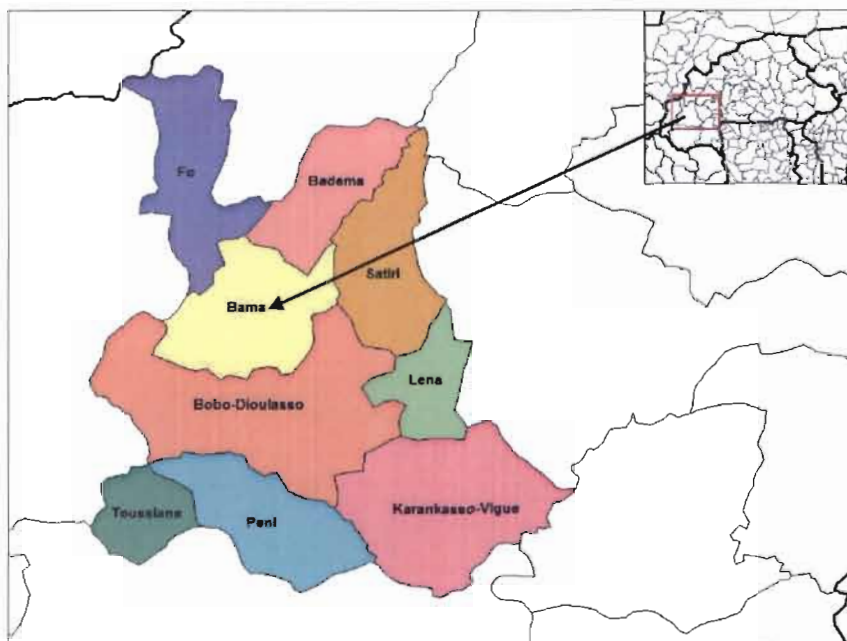 Fo
Badema
Satiri
Bama
Lena
Bobo-Dioulasso
Karankasso-Vigue
Toussiana
Peni